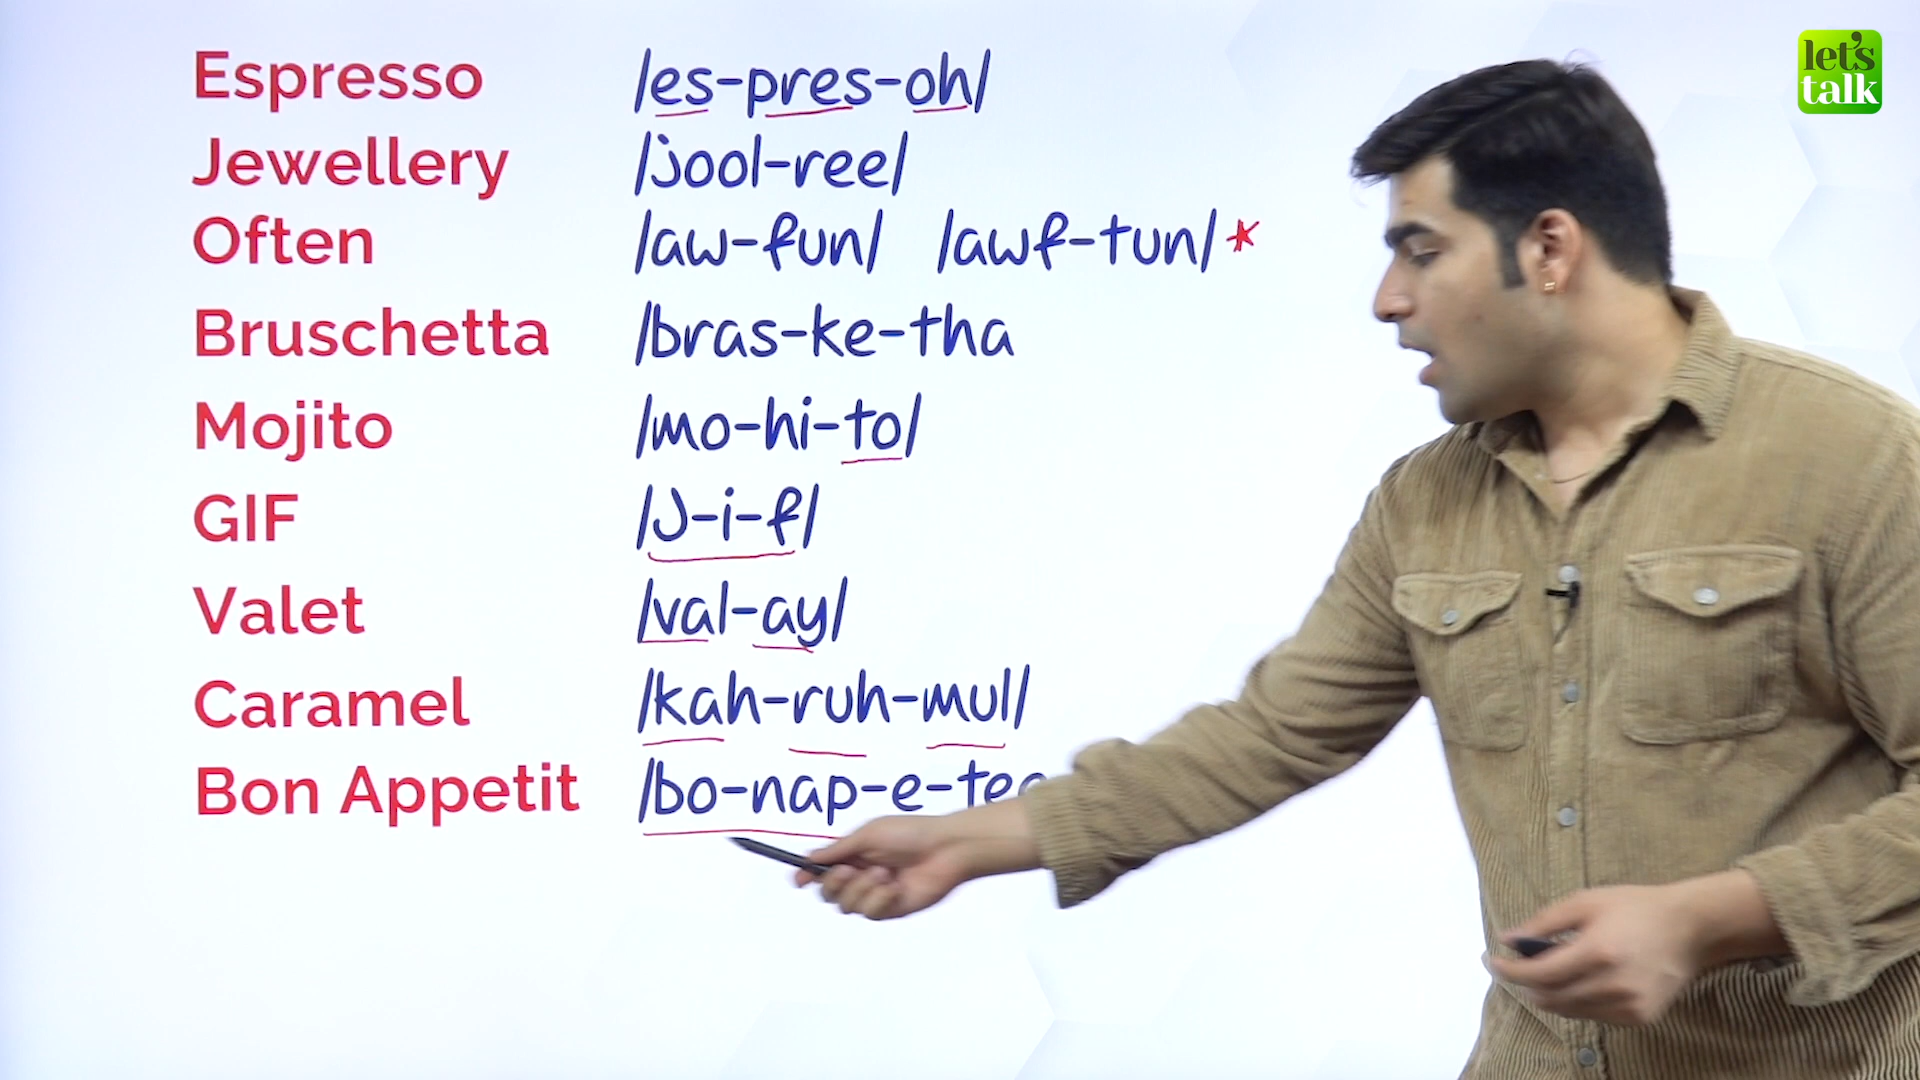 let's
talk
Espresso /es-pres-oh/
Jewellery /jool-ree/
Often /aw-fun/ /awf-tun/*
Bruschetta /bras-ke-tha
Mojito /mo-hi-to/
GIF /J-i-f/
Valet /val-ay/
Caramel /kah-ruh-mul/
Bon Appetit /bo-nap-e-tee